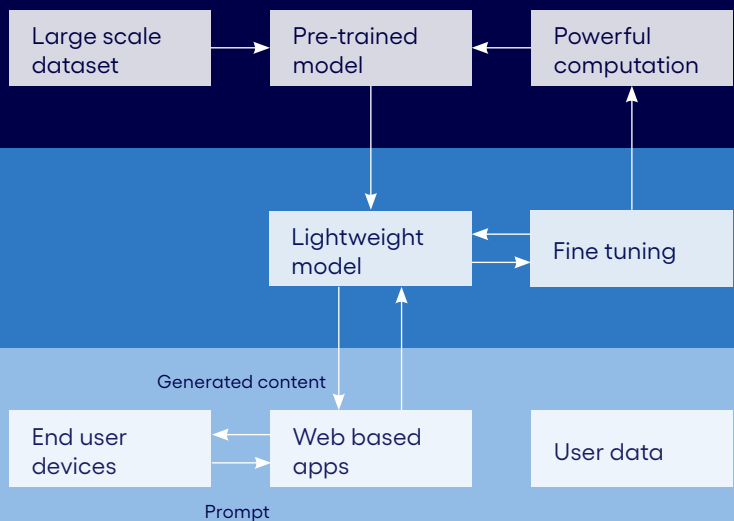 Large scale
dataset
Pre-trained
model
Powerful
computation
Lightweight
model
Fine tuning
Generated content
End user
devices
Web based
apps
User data
Prompt